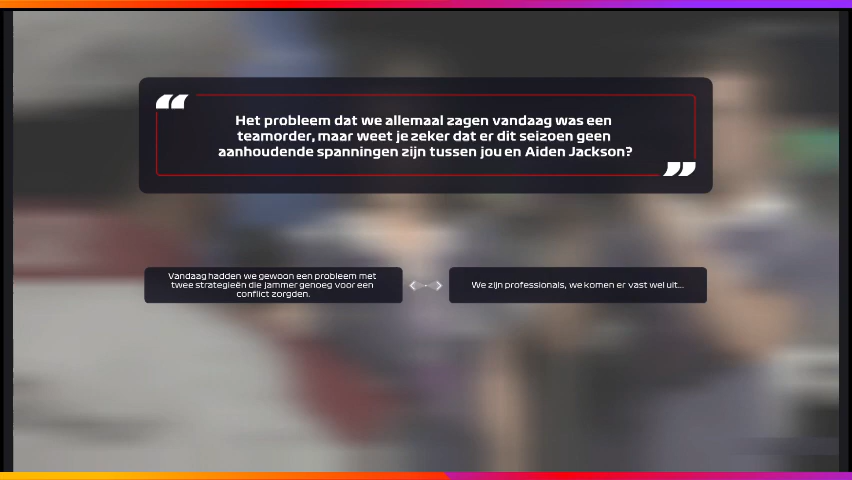 Het probleem dat we allemaal zagen vandaag was een
teamorder, maar weet je zeker dat er dit seizoen geen
aanhoudende spanningen zijn tussen jou en Aiden Jackson?
Vandaag hadden we gewoon een probleem met
twee strategieën die jammer genoeg voor een
conflict zorgden.
We zijn professionals, we komen er vast wel uit...